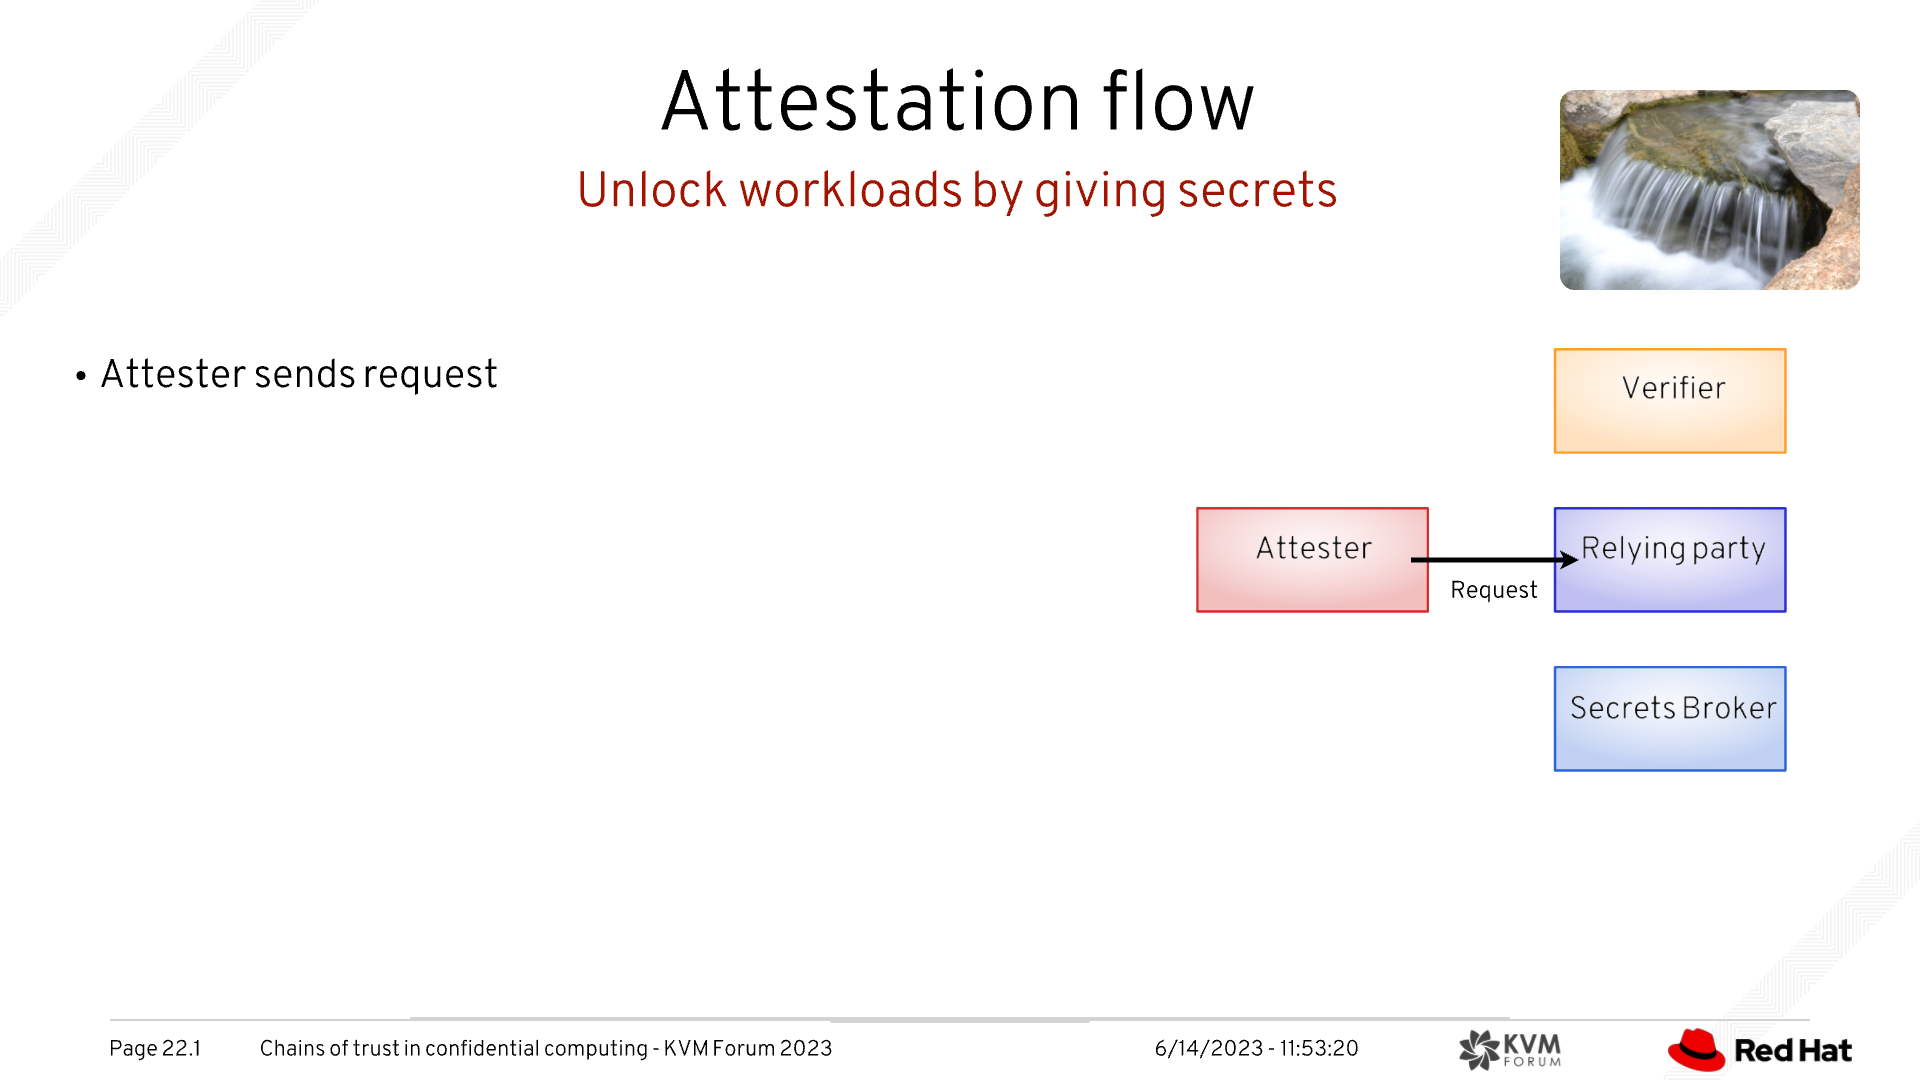 Attestation flow
Unlock workloads by giving secrets
• Attester sends request
Verifier
Attester
Relying party
Request
Secrets Broker
Page 22.1
Chains of trust in confidential computing - KVM Forum 2023
6/14/2023 - 11:53:20
KVM
FORUM
Red Hat